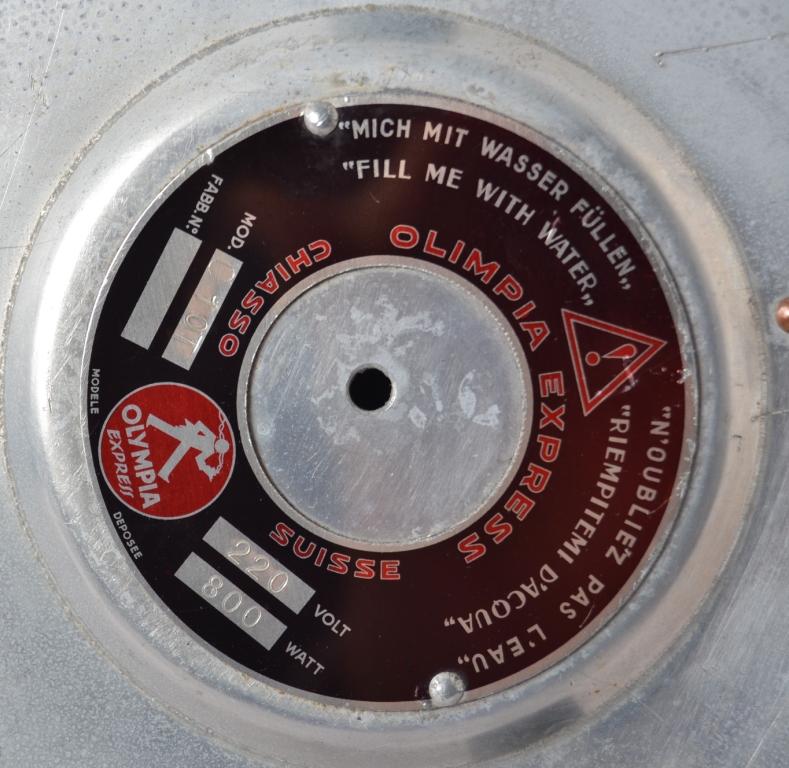 "MICH MIT WASSER FÜLLEN„
"FILL ME WITH WATER„
"N'OUBLIEZ PAS L'EAU„
"RIEMPITEMI D'ACQUA„
OLIMPIA EXPRESS
SUISSE
CHIASSO
FABB.N°
MOD.
MODELE
OLYMPIA
EXPRESS
DEPOSEE
220 VOLT
800 WATT